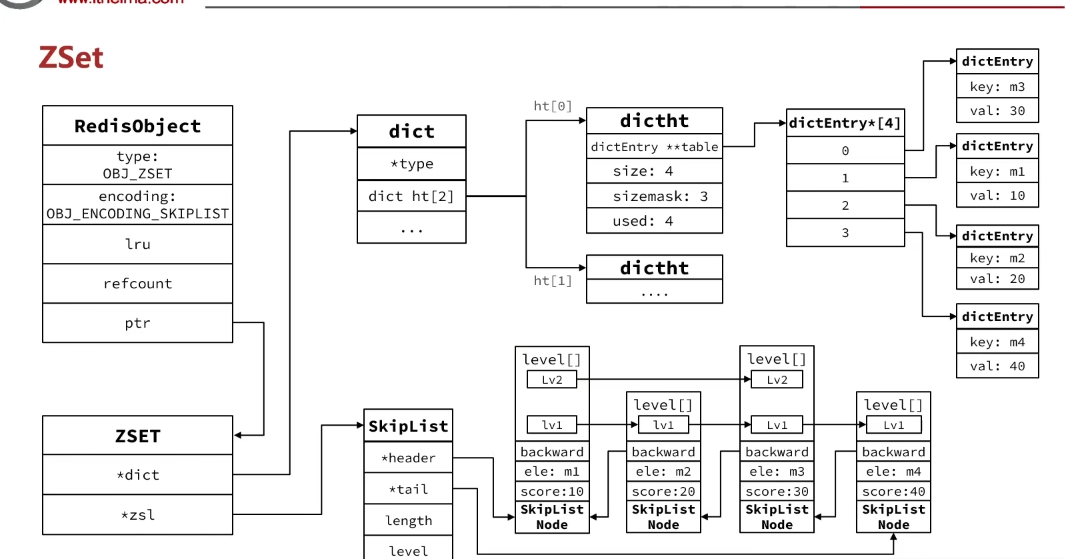 www.itheima.com
ZSet
RedisObject
type:
OBJ_ZSET
encoding:
OBJ_ENCODING_SKIPLIST
lru
refcount
ptr
ZSET
*dict
*zsl
dict
*type
dict ht[2]
...
ht[0]
ht[1]
dictht
dictEntry **table
size: 4
sizemask: 3
used: 4
dictht
....
dictEntry*[4]
0
1
2
3
dictEntry
key: m3
val: 30
dictEntry
key: m1
val: 10
dictEntry
key: m2
val: 20
dictEntry
key: m4
val: 40
SkipList
*header
*tail
length
level
level[]
Lv2
lv1
backward
ele: m1
score:10
SkipList
Node
level[]
lv1
backward
ele: m2
score:20
SkipList
Node
level[]
Lv2
Lv1
backward
ele: m3
score:30
SkipList
Node
level[]
Lv1
backward
ele: m4
score:40
SkipList
Node